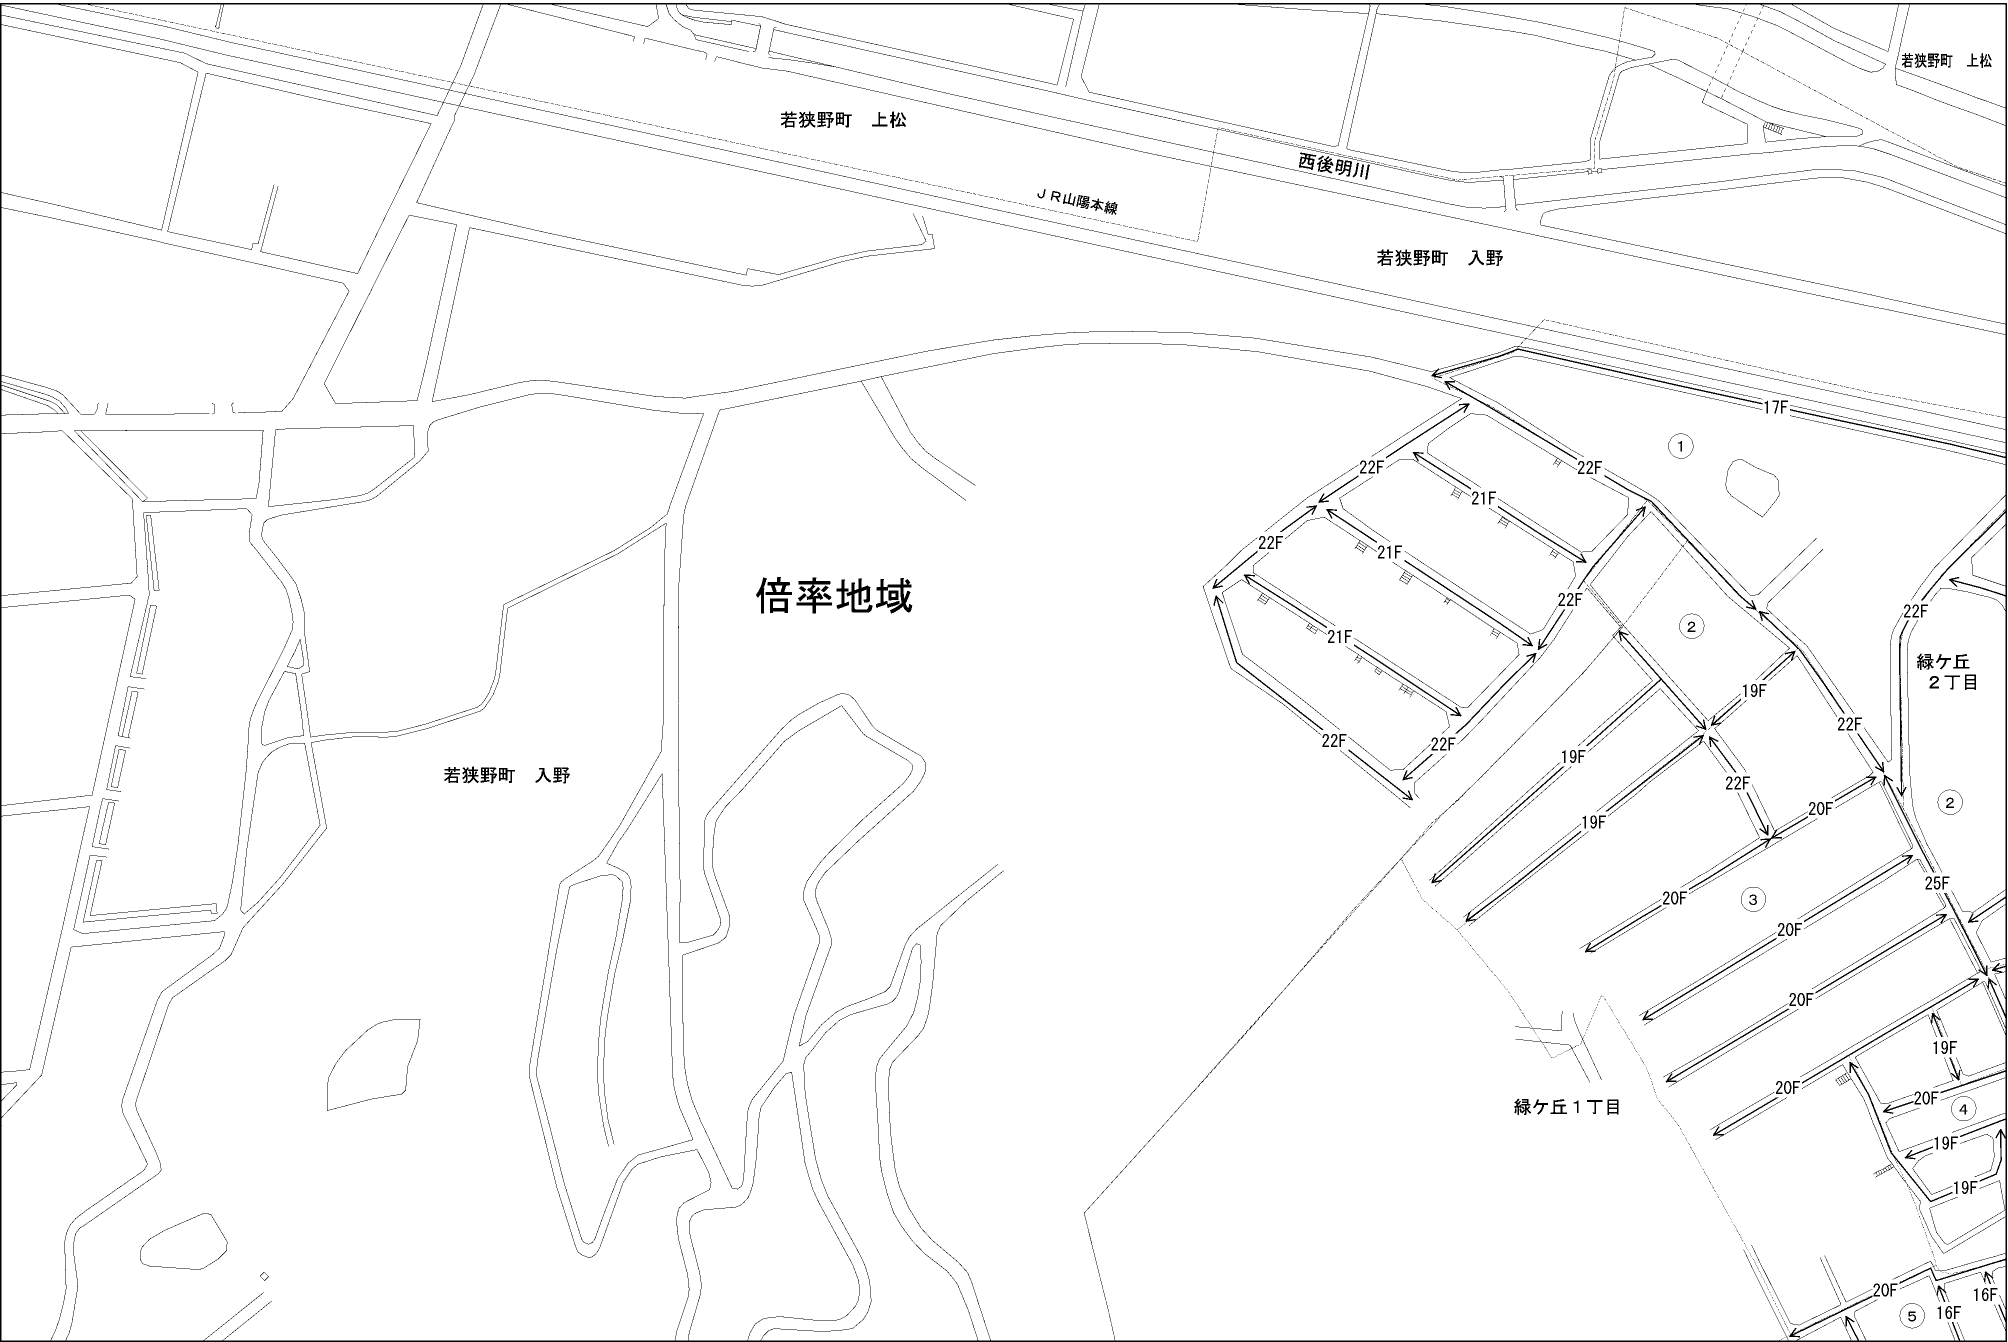 若狭野町　上松
若狭野町　上松
西後明川
ＪＲ山陽本線
若狭野町　入野
17F
①
22F
22F
21F
22F
21F
倍率地域
22F
22F
②
21F
緑ケ丘
２丁目
19F
22F
22F
22F
19F
若狭野町　入野
22F
②
20F
19F
25F
20F
③
20F
20F
19F
20F
20F
緑ケ丘１丁目
④
19F
19F
20F
16F
16F
⑤